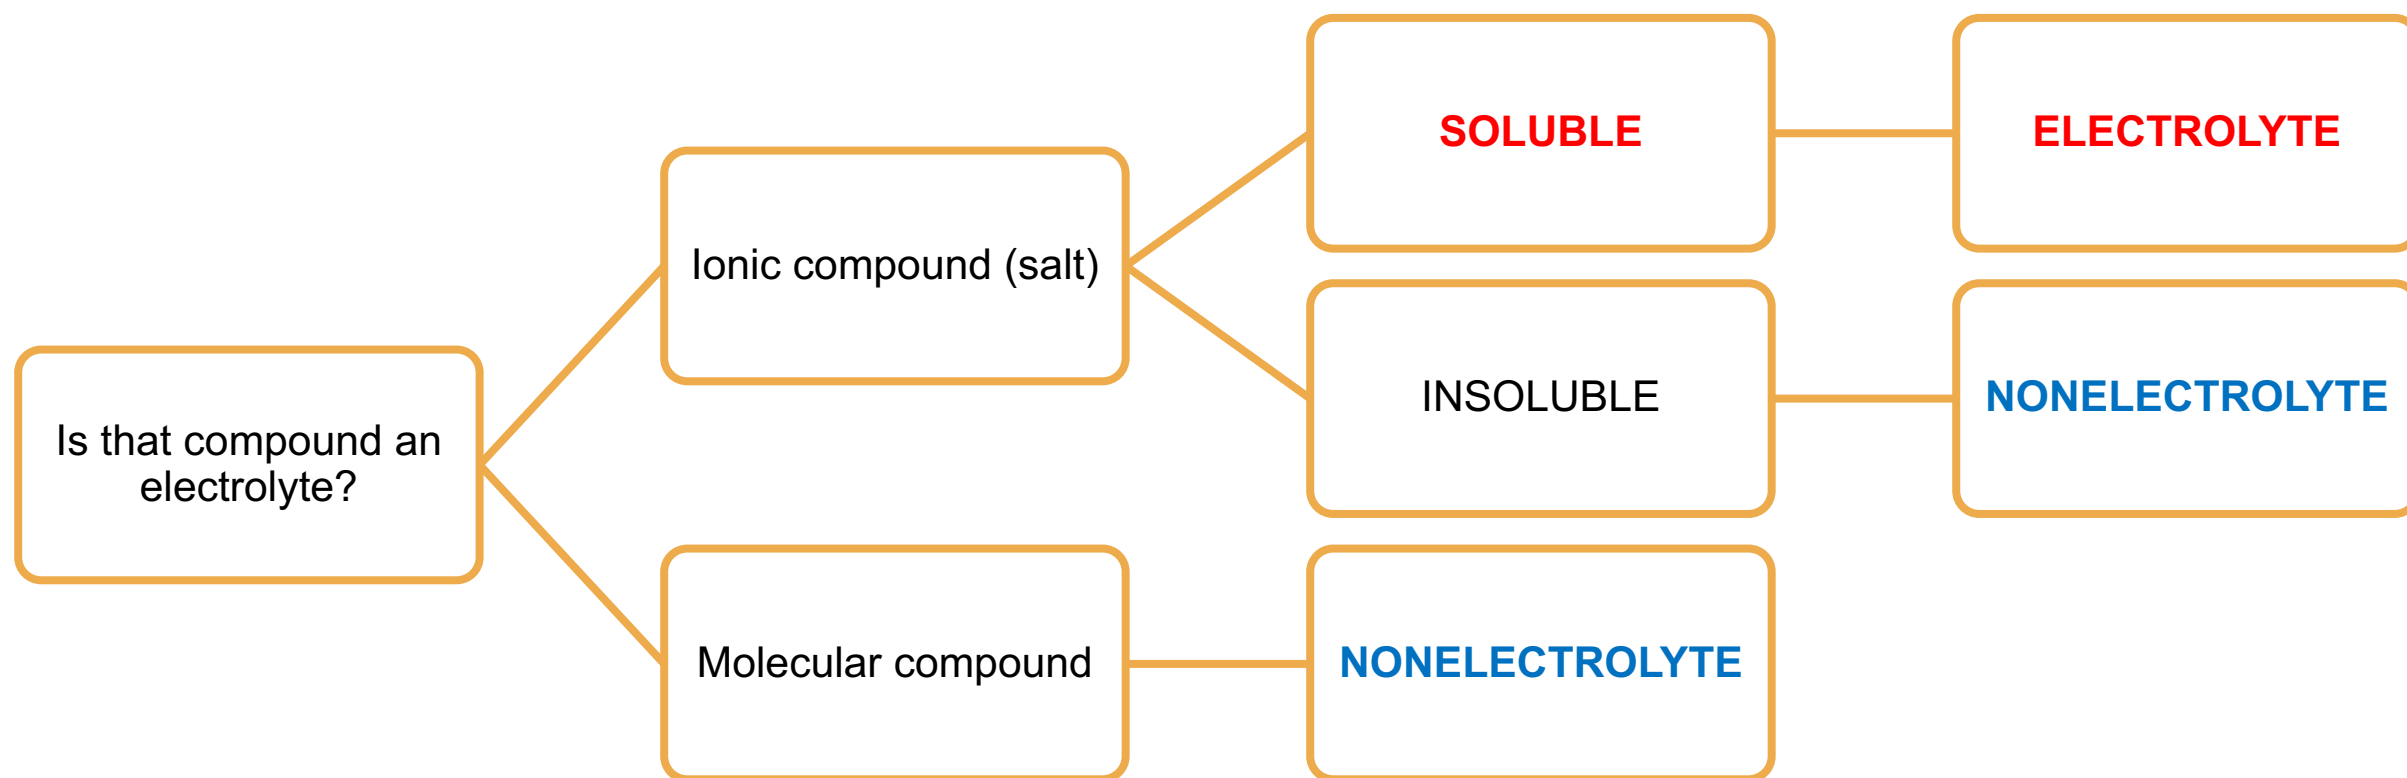 Is that compound an
electrolyte?
Ionic compound (salt)
SOLUBLE
ELECTROLYTE
INSOLUBLE
NONELECTROLYTE
Molecular compound
NONELECTROLYTE